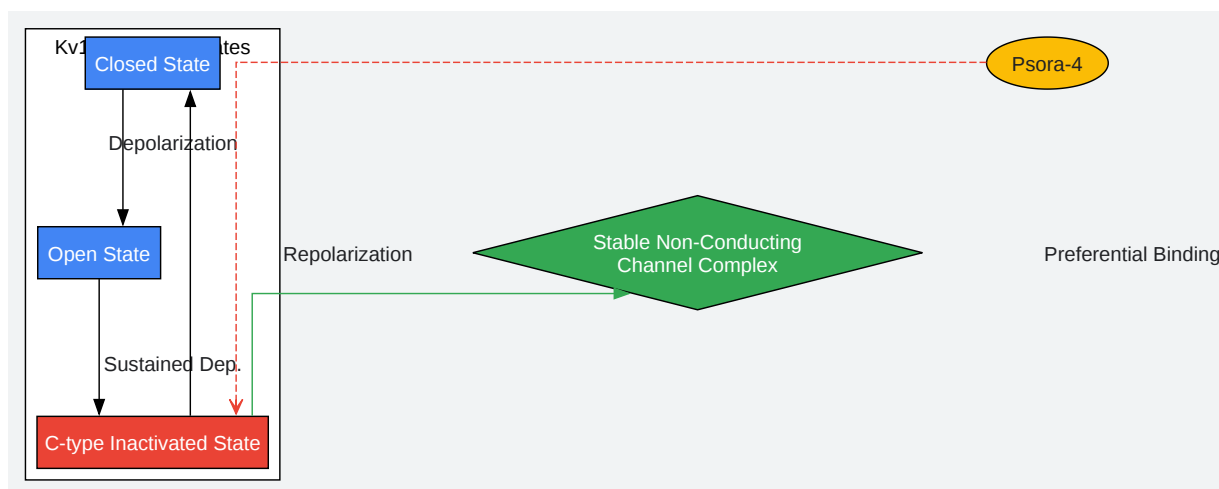 Kv1
ates
Closed State
Psora-4
Depolarization
Open State
Repolarization
Stable Non-Conducting
Channel Complex
Preferential Binding
Sustained Dep.
C-type Inactivated State